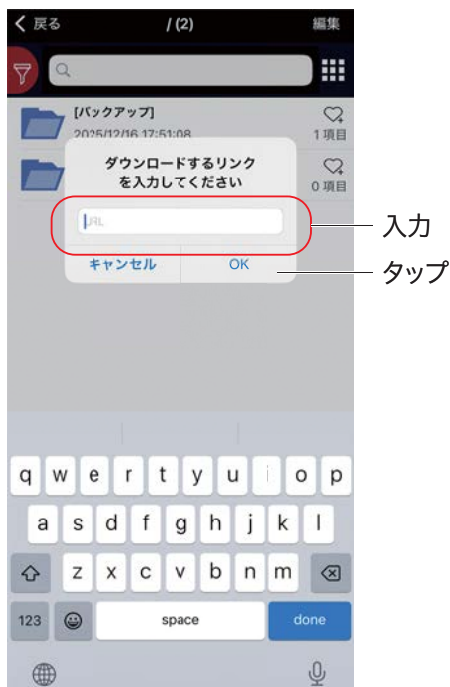 戻る / (2) 編集
[バックアップ]
2025/12/16 17:51:08
1 項目
ダウンロードするリンク
を入力してください
0 項目
URL
入力
キャンセル OK
タップ
q w e r t y u i o p
a s d f g h j k l
z x c v b n m
123 space done